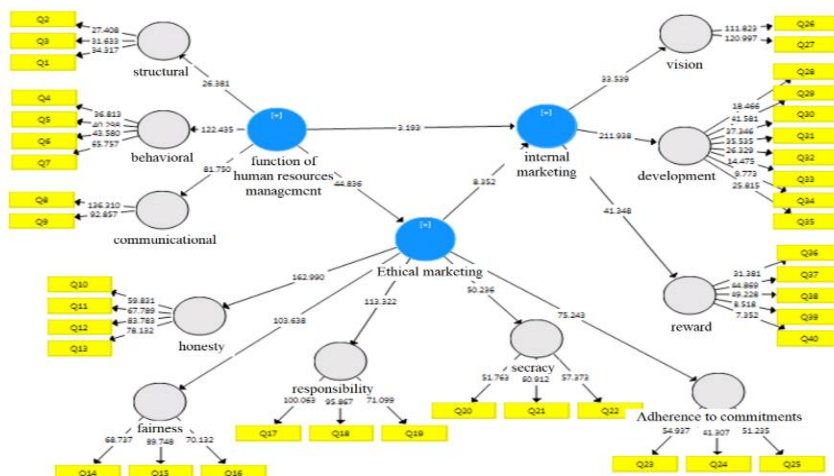 Q2
Q3
Q1
27.408
31.633
34.317
structural
26.381
Q4
Q5
Q6
Q7
36.813
40.298
43.580
65.757
behavioral
122.435
[+]
function of
human resources
management
81.750
Q8
Q9
136.310
92.857
communicational
3.193
44.836
[+]
internal
marketing
8.352
33.539
111.823
120.997
Q26
Q27
vision
211.938
18.466
41.581
37.346
35.535
26.329
14.475
9.773
25.815
Q28
Q29
Q30
Q31
Q32
Q33
Q34
Q35
development
41.348
31.381
44.869
49.228
8.518
7.352
Q36
Q37
Q38
Q39
Q40
reward
[+]
Ethical marketing
162.990
Q10
Q11
Q12
Q13
59.831
67.789
83.783
78.132
honesty
103.638
fairness
68.737
89.748
70.132
Q14
Q15
Q16
113.322
responsibility
100.063
95.867
71.099
Q17
Q18
Q19
50.236
secracy
51.763
60.912
57.373
Q20
Q21
Q22
75.243
Adherence to commitments
54.937
41.307
51.235
Q23
Q24
Q25